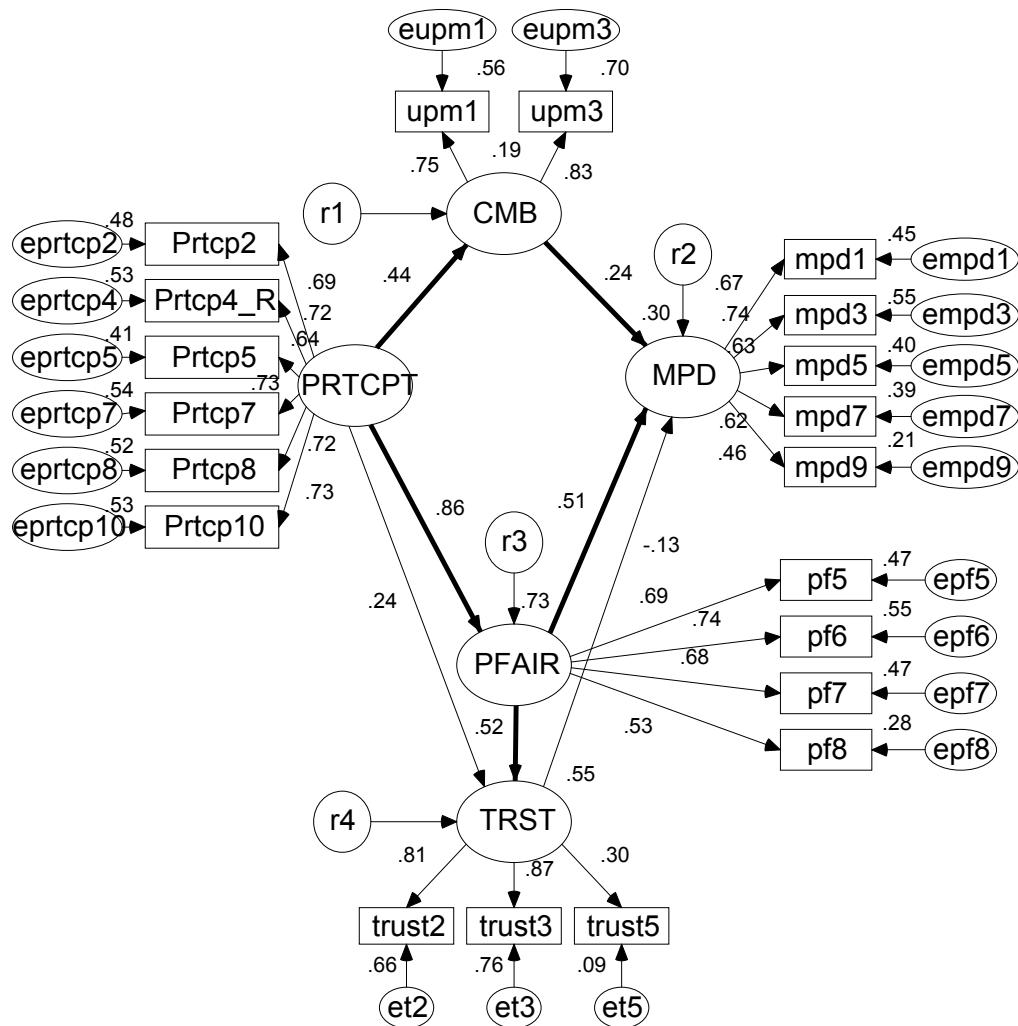 eupm1 eupm3
.56 .70
upm1 upm3
.75 .19 .83
r1 CMB
eprtcp2 .48 Prtcp2
eprtcp4 .53 Prtcp4_R
eprtcp5 .41 Prtcp5
eprtcp7 .54 Prtcp7
eprtcp8 .52 Prtcp8
eprtcp10 .53 Prtcp10
.69
.72
.64
.73
.72
.73
PRTCPT
.44
.24
r2
.30
MPD
.67
.74
.63
.62
.46
mpd1 .45 empd1
mpd3 .55 empd3
mpd5 .40 empd5
mpd7 .39 empd7
mpd9 .21 empd9
.86
.51
r3
-.13
.24
.73
PFAIR
.69
.74
.68
.53
pf5 .47 epf5
pf6 .55 epf6
pf7 .47 epf7
pf8 .28 epf8
.52
.55
r4 TRST
.81 .87 .30
trust2 trust3 trust5
.66 .76 .09
et2 et3 et5